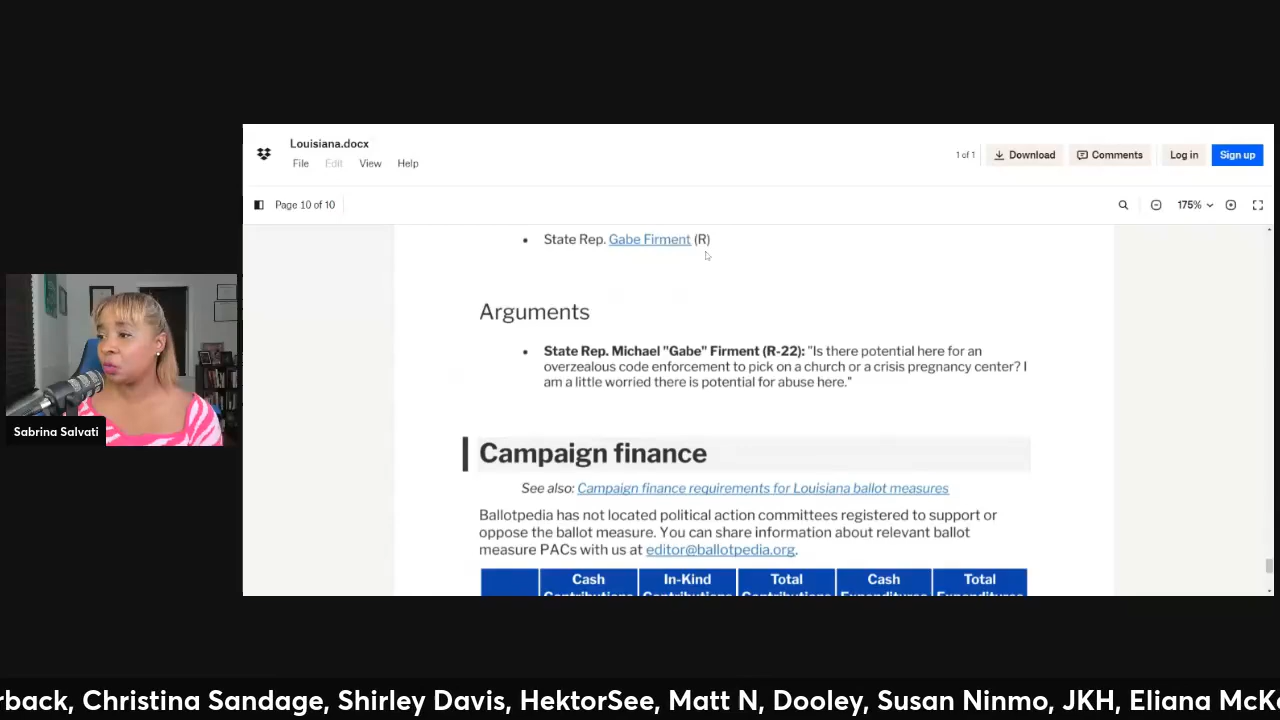 Louisiana.docx
File Edit View Help
1 of 1 Download Comments Log in Sign up
Page 10 of 10
175%
• State Rep. Gabe Firment (R)
Arguments
• State Rep. Michael "Gabe" Firment (R-22): "Is there potential here for an
overzealous code enforcement to pick on a church or a crisis pregnancy center? I
am a little worried there is potential for abuse here."
Campaign finance
See also: Campaign finance requirements for Louisiana ballot measures
Ballotpedia has not located political action committees registered to support or
oppose the ballot measure. You can share information about relevant ballot
measure PACs with us at editor@ballotpedia.org.
Cash In-Kind Total Cash Total
Contributions Contributions Contributions Expenditures Expenditures
Sabrina Salvati
rback, Christina Sandage, Shirley Davis, HektorSee, Matt N, Dooley, Susan Ninmo, JKH, Eliana McK